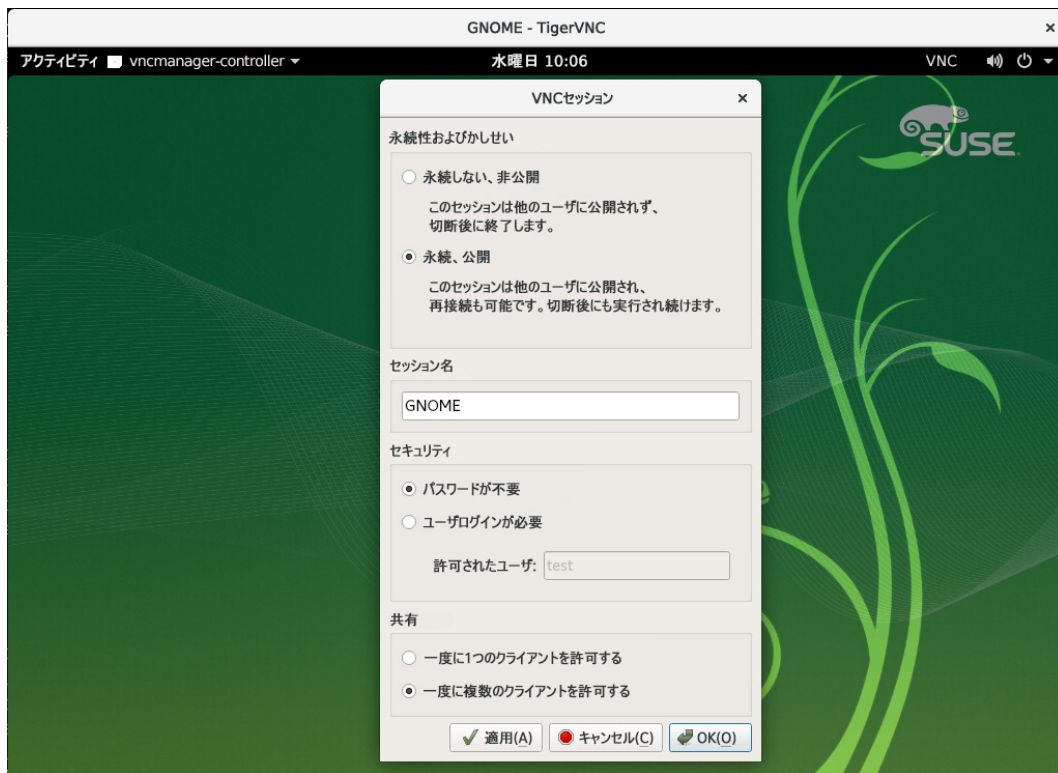 GNOME - TigerVNC
アクティビティ vncmanager-controller 水曜日 10:06 VNC
VNCセッション
SUSE
永続性およびかしせい
永続しない、非公開
このセッションは他のユーザに公開されず、
切断後に終了します。
永続、公開
このセッションは他のユーザに公開され、
再接続も可能です。切断後にも実行され続けます。
セッション名
GNOME
セキュリティ
パスワードが不要
ユーザログインが必要
許可されたユーザ: test
共有
一度に1つのクライアントを許可する
一度に複数のクライアントを許可する
適用(A) キャンセル(C) OK(O)